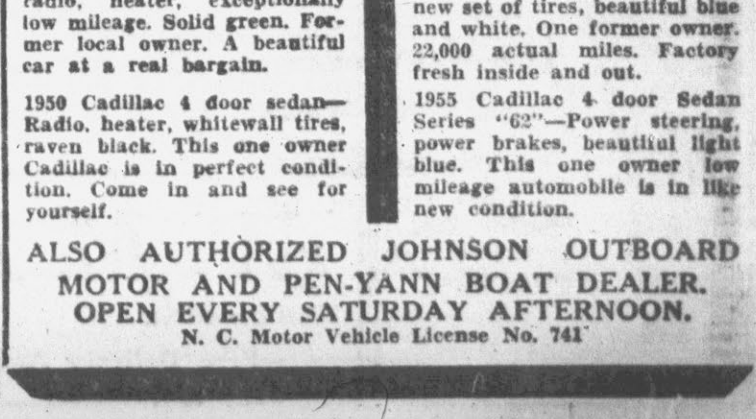 radio, heater, exceptionally
low mileage. Solid green. For-
mer local owner. A beautiful
car at a real bargain.
1950 Cadillac 4 door sedan—
Radio, heater, whitewall tires,
raven black. This one owner
Cadillac is in perfect condi-
tion. Come in and see for
yourself.
new set of tires, beautiful blue
and white. One former owner.
22,000 actual miles. Factory
fresh inside and out.
1955 Cadillac 4 door Sedan
Series "62"—Power steering,
power brakes, beautiful light
blue. This one owner low
mileage automobile is in like
new condition.
ALSO AUTHORIZED JOHNSON OUTBOARD
MOTOR AND PEN-YANN BOAT DEALER.
OPEN EVERY SATURDAY AFTERNOON.
N. C. Motor Vehicle License No. 741